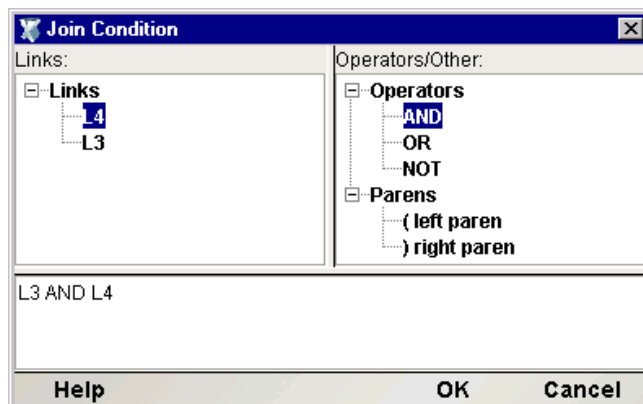 Join Condition
Links:
Links
L4
L3
Operators/Other:
Operators
AND
OR
NOT
Parens
( left paren
) right paren
L3 AND L4
Help OK Cancel